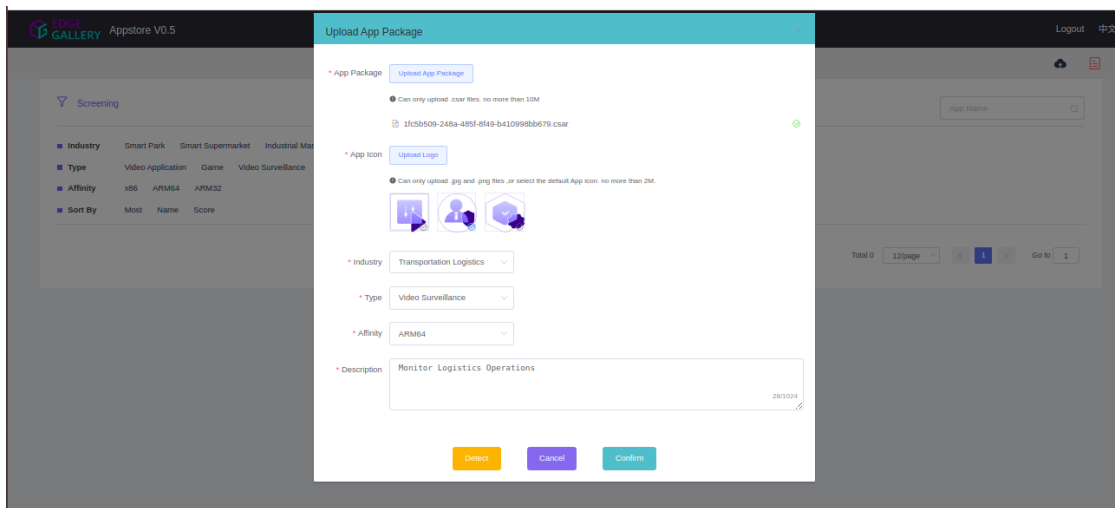 EDGE
GALLERY
Appstore V0.5
Logout 中文
Upload App Package
Screening
App Name
Industry Smart Park Smart Supermarket Industrial Mar
Type Video Application Game Video Surveillance
Affinity x86 ARM64 ARM32
Sort By Most Name Score
Total 0 12/page 1 Go to 1
* App Package Upload App Package
Can only upload .csar files. no more than 10M
1fc5b509-248a-485f-8f49-b410998bb679.csar
* App Icon Upload Logo
Can only upload .jpg and .png files ,or select the default App icon. no more than 2M.
* Industry Transportation Logistics
* Type Video Surveillance
* Affinity ARM64
* Description Monitor Logistics Operations
28/1024
Detect Cancel Confirm